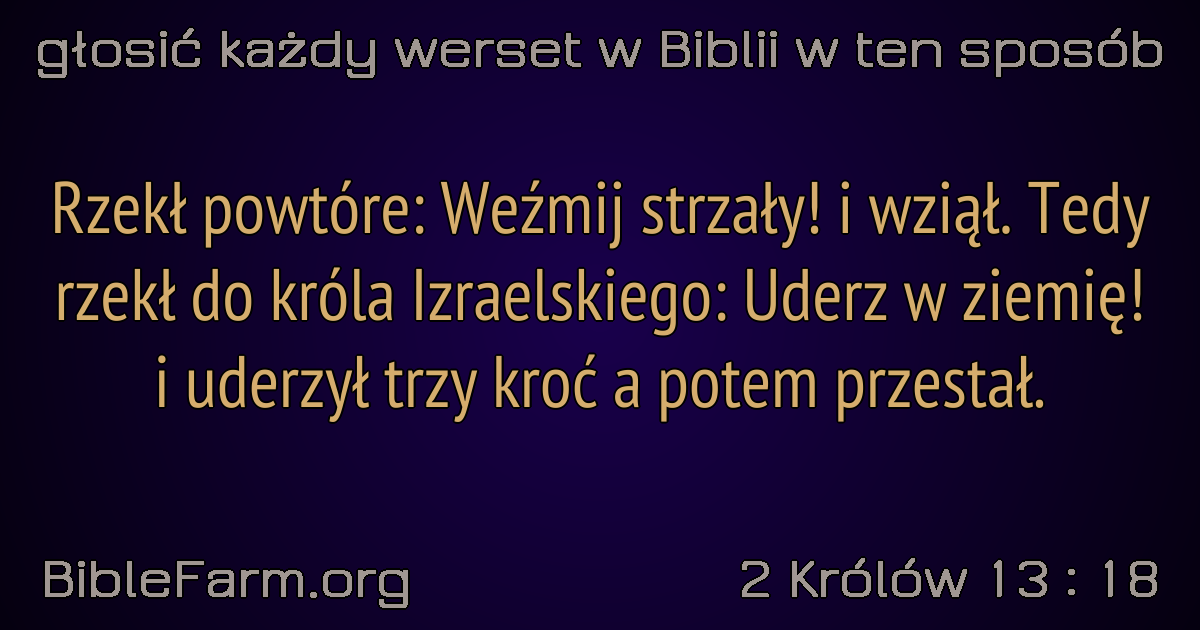 głosić każdy werset w Biblii w ten sposób
Rzekł powtóre: Weźmij strzały! i wziął. Tedy
rzekł do króla Izraelskiego: Uderz w ziemię!
i uderzył trzy kroć a potem przestał.
BibleFarm.org
2 Królów 13 : 18